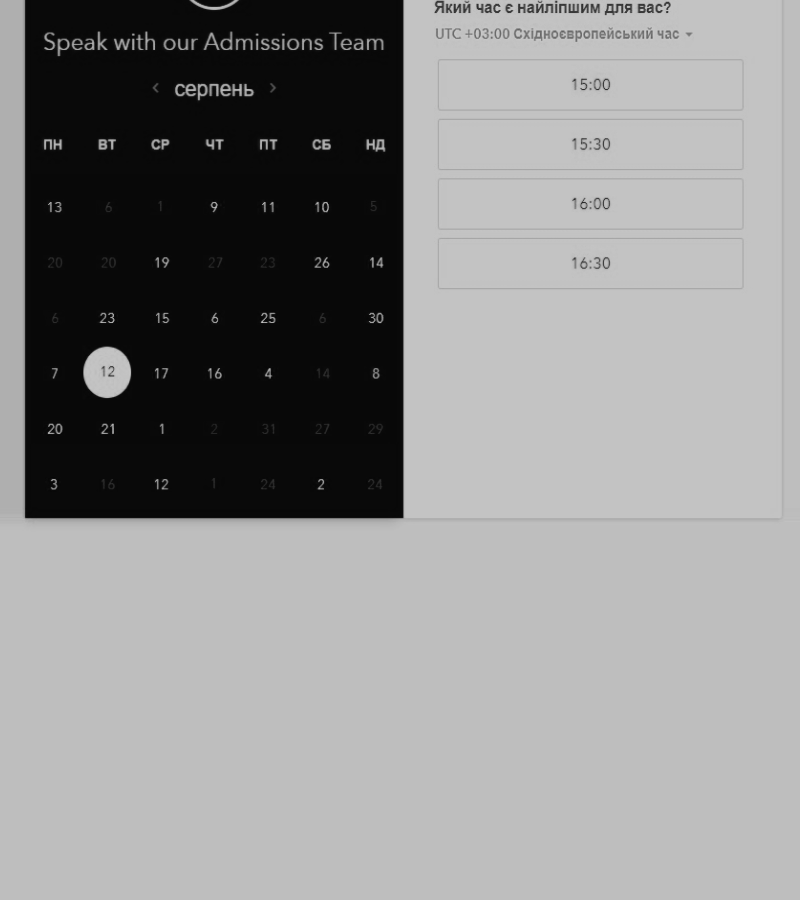 Speak with our Admissions Team
серпень
ПН ВТ СР ЧТ ПТ СБ НД
13 6 1 9 11 10 5
20 20 19 27 23 26 14
6 23 15 6 25 6 30
7 12 17 16 4 14 8
20 21 1 2 31 27 29
3 16 12 1 24 2 24
Який час є найліпшим для вас?
UTC +03:00 Східноєвропейський час
15:00
15:30
16:00
16:30